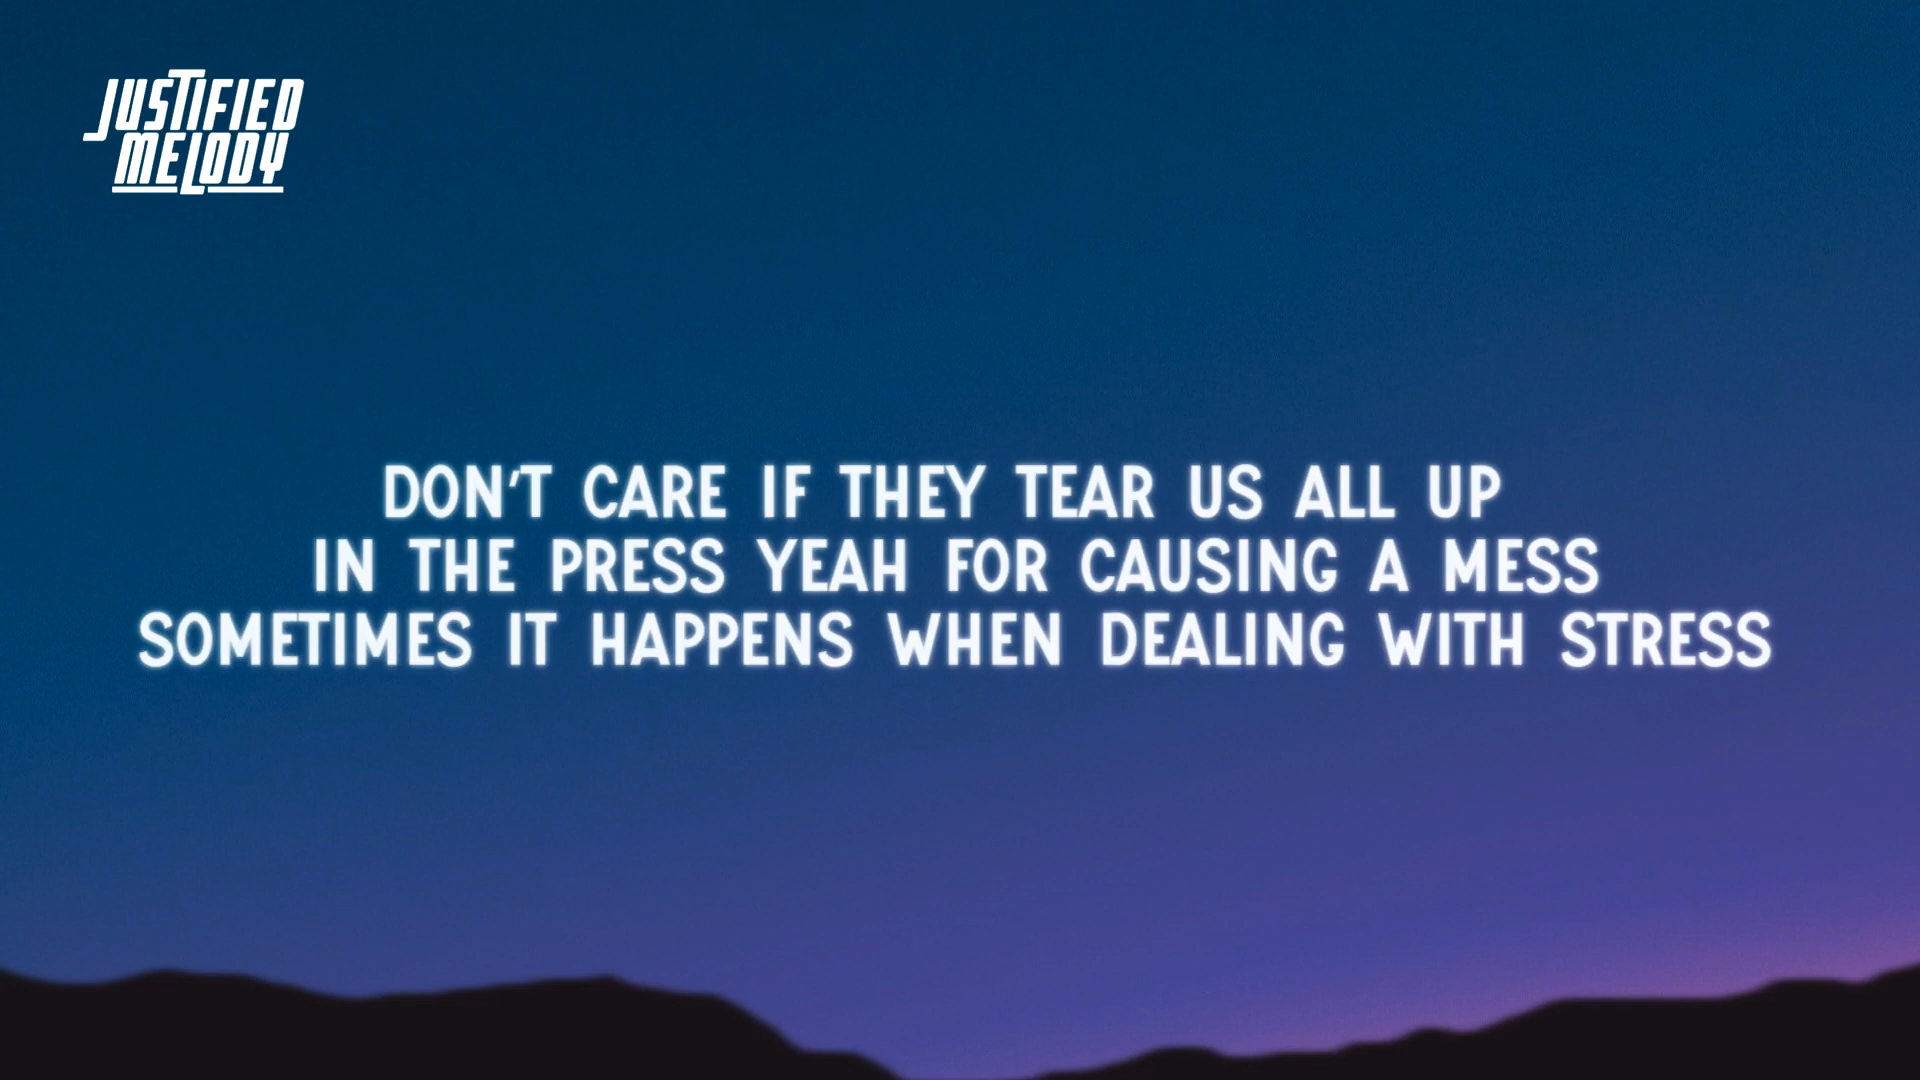 JUSTIFIED
MELODY
DON'T CARE IF THEY TEAR US ALL UP
IN THE PRESS YEAH FOR CAUSING A MESS
SOMETIMES IT HAPPENS WHEN DEALING WITH STRESS